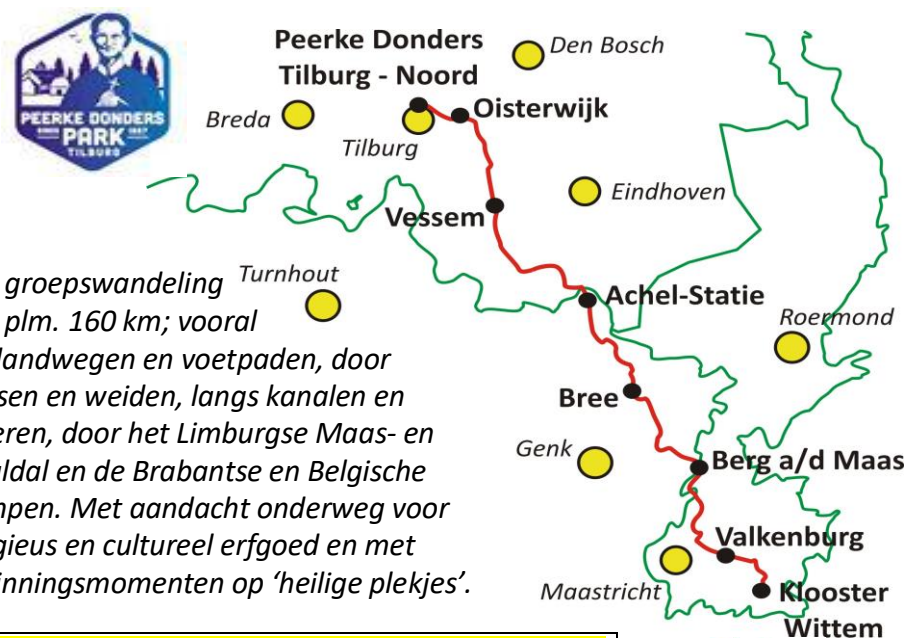 PEERKE DONDERS
PARK
TILBURG
Peerke Donders
Tilburg - Noord
Den Bosch
Oisterwijk
Breda
Tilburg
Eindhoven
Vessem
Turnhout
Achel-Statie
Roermond
Bree
Genk
Berg a/d Maas
Valkenburg
Maastricht
Klooster
Wittem
groepswandeling
plm. 160 km; vooral
landwegen en voetpaden, door
sen en weiden, langs kanalen en
eren, door het Limburgse Maas- en
ldal en de Brabantse en Belgische
npen. Met aandacht onderweg voor
gieus en cultureel erfgoed en met
inningsmomenten op ‘heilige plekjes’.